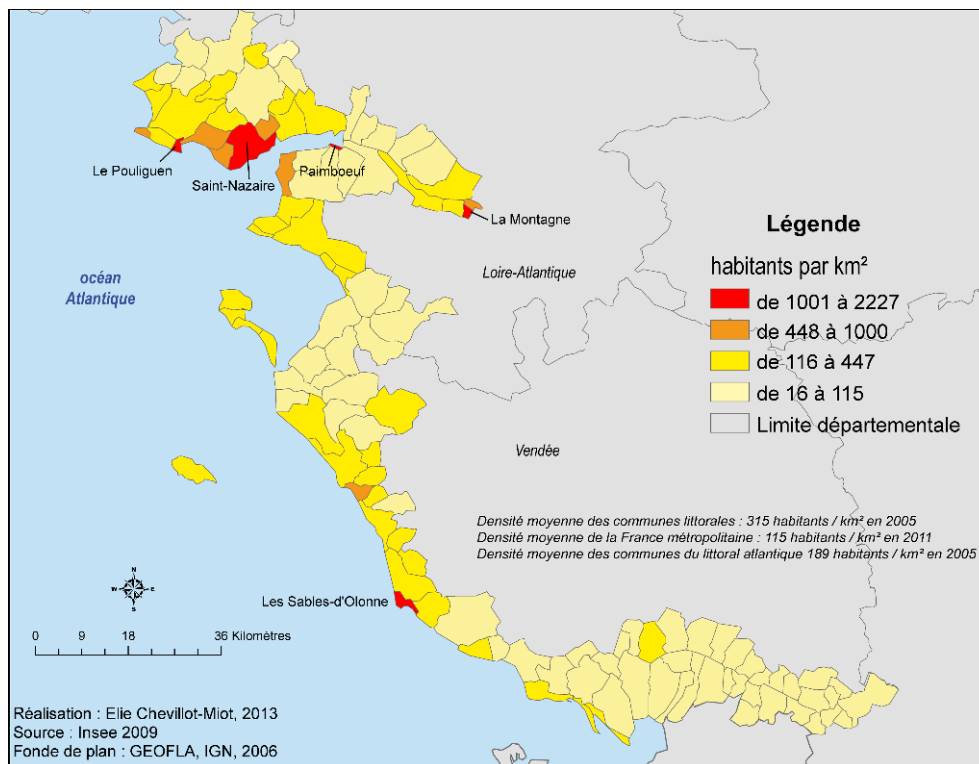 Le Pouliguen
Saint-Nazaire
Paimboeuf
La Montagne
Loire-Atlantique
océan
Atlantique
Vendée
Légende
habitants par km²
de 1001 à 2227
de 448 à 1000
de 116 à 447
de 16 à 115
Limite départementale
Densité moyenne des communes littorales : 315 habitants / km² en 2005
Densité moyenne de la France métropolitaine : 115 habitants / km² en 2011
Densité moyenne des communes du littoral atlantique 189 habitants / km² en 2005
Les Sables-d'Olonne
N
W E
S
0 9 18 36 Kilomètres
Réalisation : Elie Chevillot-Miot, 2013
Source : Insee 2009
Fonde de plan : GEOFLA, IGN, 2006